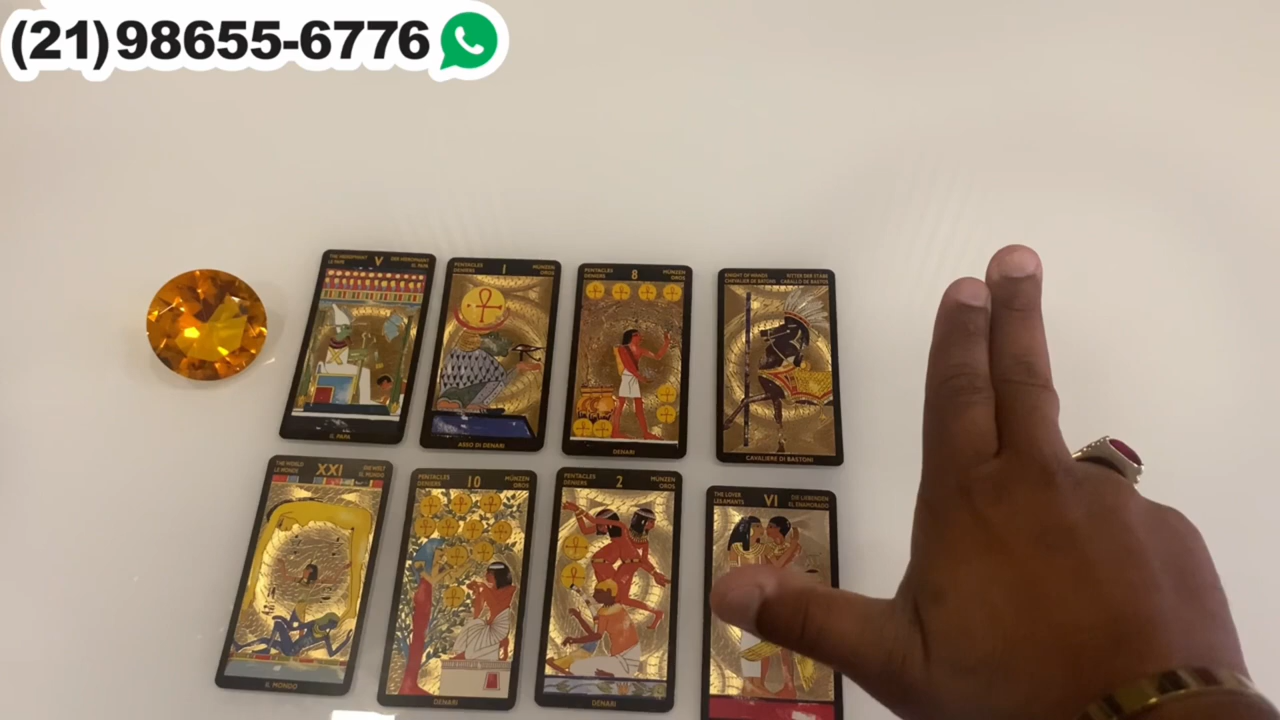 (21)98655-6776
THE HIEROPHANT V DER HIEROPHANT
LE PAPE IL PAPA
IL PAPA
PENTACLES I MÜNZEN
DENIERS OROS
ASSO DI DENARI
PENTACLES 8 MÜNZEN
DENIERS OROS
DENARI
KNIGHT OF WANDS RITTER DER STÄBE
CHEVALIER DE BATONS CABALLO DE BASTOS
CAVALIERE DI BASTONI
THE WORLD XXI DIE WELT
LE MONDE EL MUNDO
IL MONDO
PENTACLES 10 MÜNZEN
DENIERS OROS
DENARI
PENTACLES 2 MÜNZEN
DENIERS OROS
DENARI
THE LOVER VI DIE LIEBENDEN
LES AMANTS EL ENAMORADO